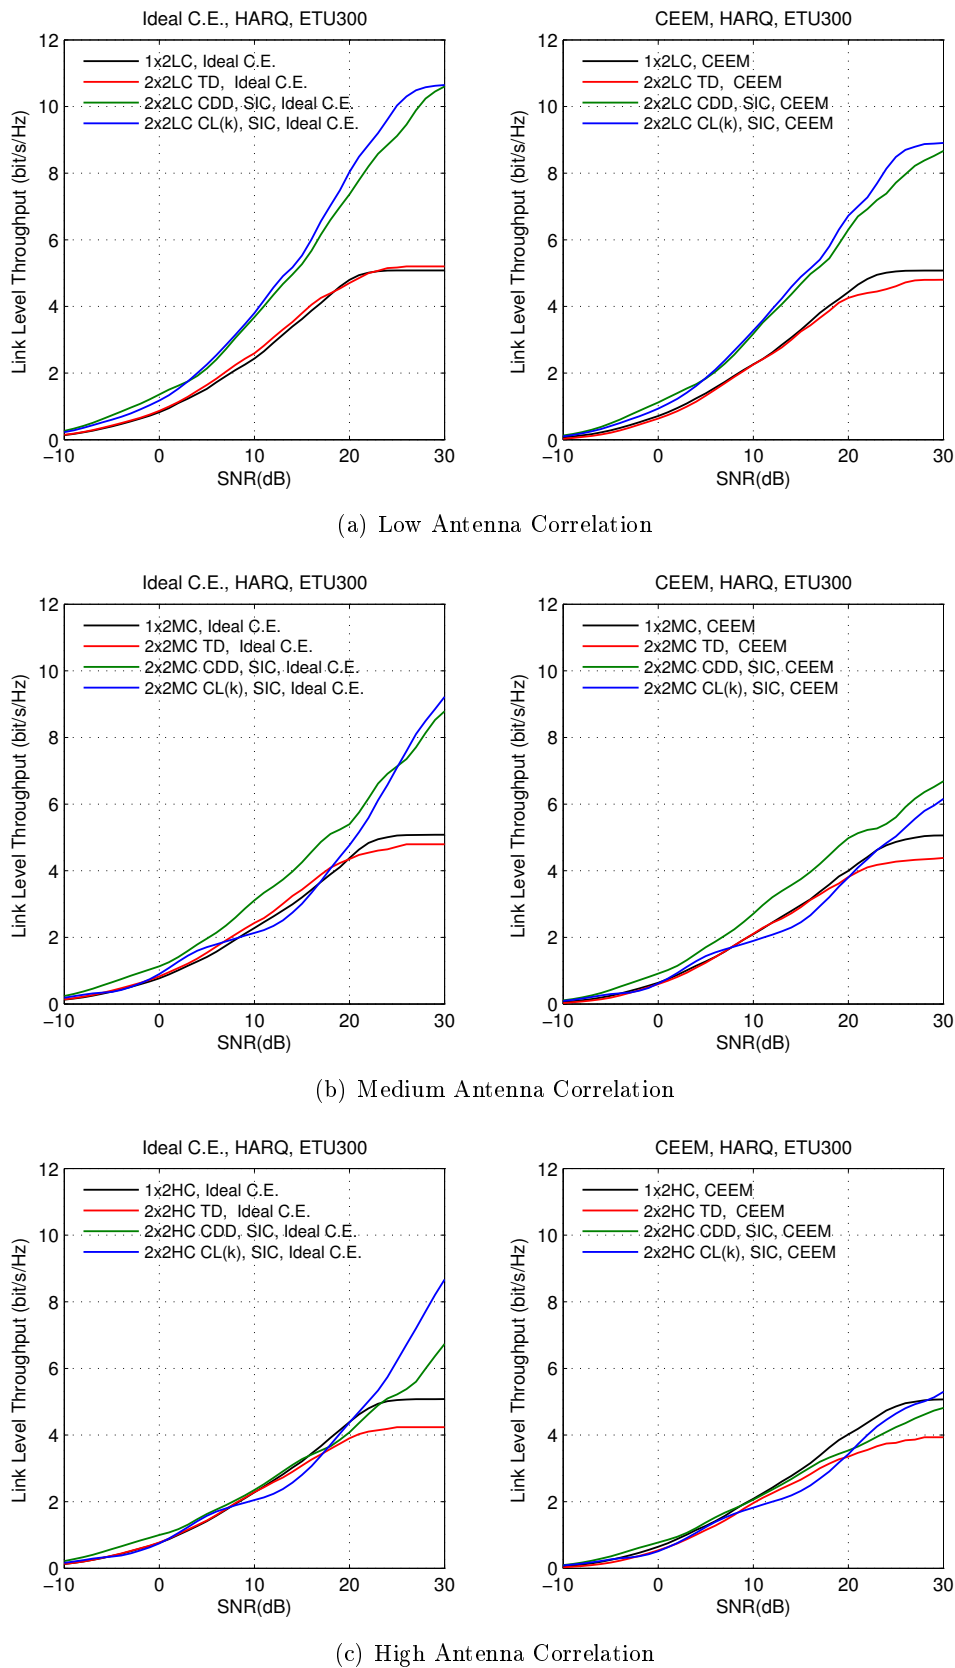 Ideal C.E., HARQ, ETU300
12
10
8
6
4
2
0
Link Level Throughput (bit/s/Hz)
1x2LC, Ideal C.E.
2x2LC TD, Ideal C.E.
2x2LC CDD, SIC, Ideal C.E.
2x2LC CL(k), SIC, Ideal C.E.
−10 0 10 20 30
SNR(dB)
CEEM, HARQ, ETU300
12
10
8
6
4
2
0
Link Level Throughput (bit/s/Hz)
1x2LC, CEEM
2x2LC TD, CEEM
2x2LC CDD, SIC, CEEM
2x2LC CL(k), SIC, CEEM
−10 0 10 20 30
SNR(dB)
(a) Low Antenna Correlation
Ideal C.E., HARQ, ETU300
12
10
8
6
4
2
0
Link Level Throughput (bit/s/Hz)
1x2MC, Ideal C.E.
2x2MC TD, Ideal C.E.
2x2MC CDD, SIC, Ideal C.E.
2x2MC CL(k), SIC, Ideal C.E.
−10 0 10 20 30
SNR(dB)
CEEM, HARQ, ETU300
12
10
8
6
4
2
0
Link Level Throughput (bit/s/Hz)
1x2MC, CEEM
2x2MC TD, CEEM
2x2MC CDD, SIC, CEEM
2x2MC CL(k), SIC, CEEM
−10 0 10 20 30
SNR(dB)
(b) Medium Antenna Correlation
Ideal C.E., HARQ, ETU300
12
10
8
6
4
2
0
Link Level Throughput (bit/s/Hz)
1x2HC, Ideal C.E.
2x2HC TD, Ideal C.E.
2x2HC CDD, SIC, Ideal C.E.
2x2HC CL(k), SIC, Ideal C.E.
−10 0 10 20 30
SNR(dB)
CEEM, HARQ, ETU300
12
10
8
6
4
2
0
Link Level Throughput (bit/s/Hz)
1x2HC, CEEM
2x2HC TD, CEEM
2x2HC CDD, SIC, CEEM
2x2HC CL(k), SIC, CEEM
−10 0 10 20 30
SNR(dB)
(c) High Antenna Correlation